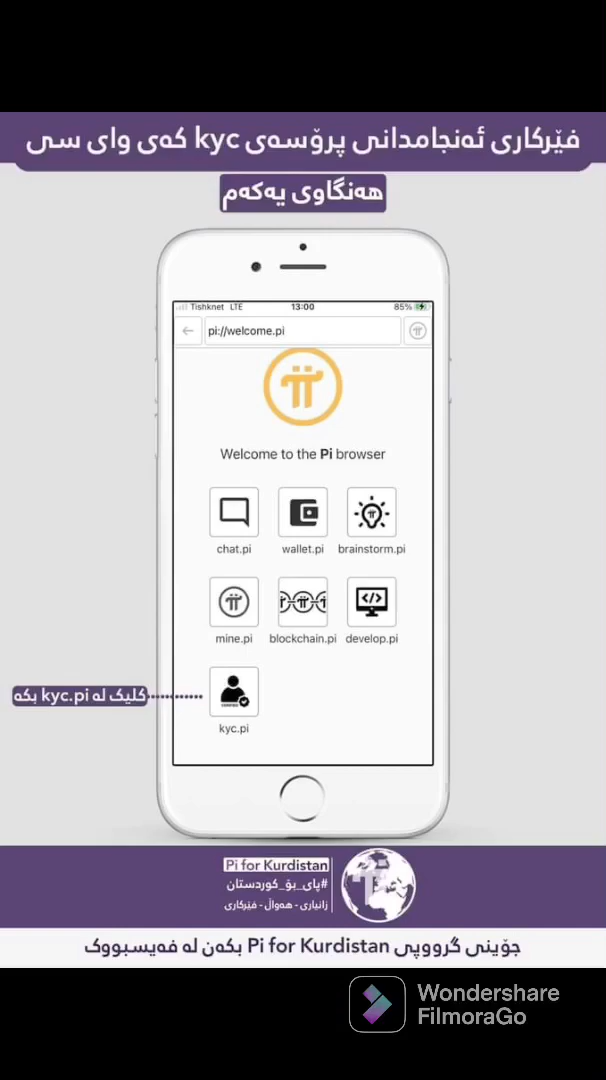 فێرکاری ئەنجامدانی پرۆسەی kyc کەی وای سی
هەنگاوی یەکەم
Tishknet LTE 13:00 85%
pi://welcome.pi
Welcome to the Pi browser
chat.pi wallet.pi brainstorm.pi
mine.pi blockchain.pi develop.pi
کلیک لە kyc.pi بکە
kyc.pi
Pi for Kurdistan
#پای_بۆ_کوردستان
زانیاری - هەواڵ - فێرکاری
جۆینی گرووپی Pi for Kurdistan بکەن لە فەیسبووک
Wondershare
FilmoraGo